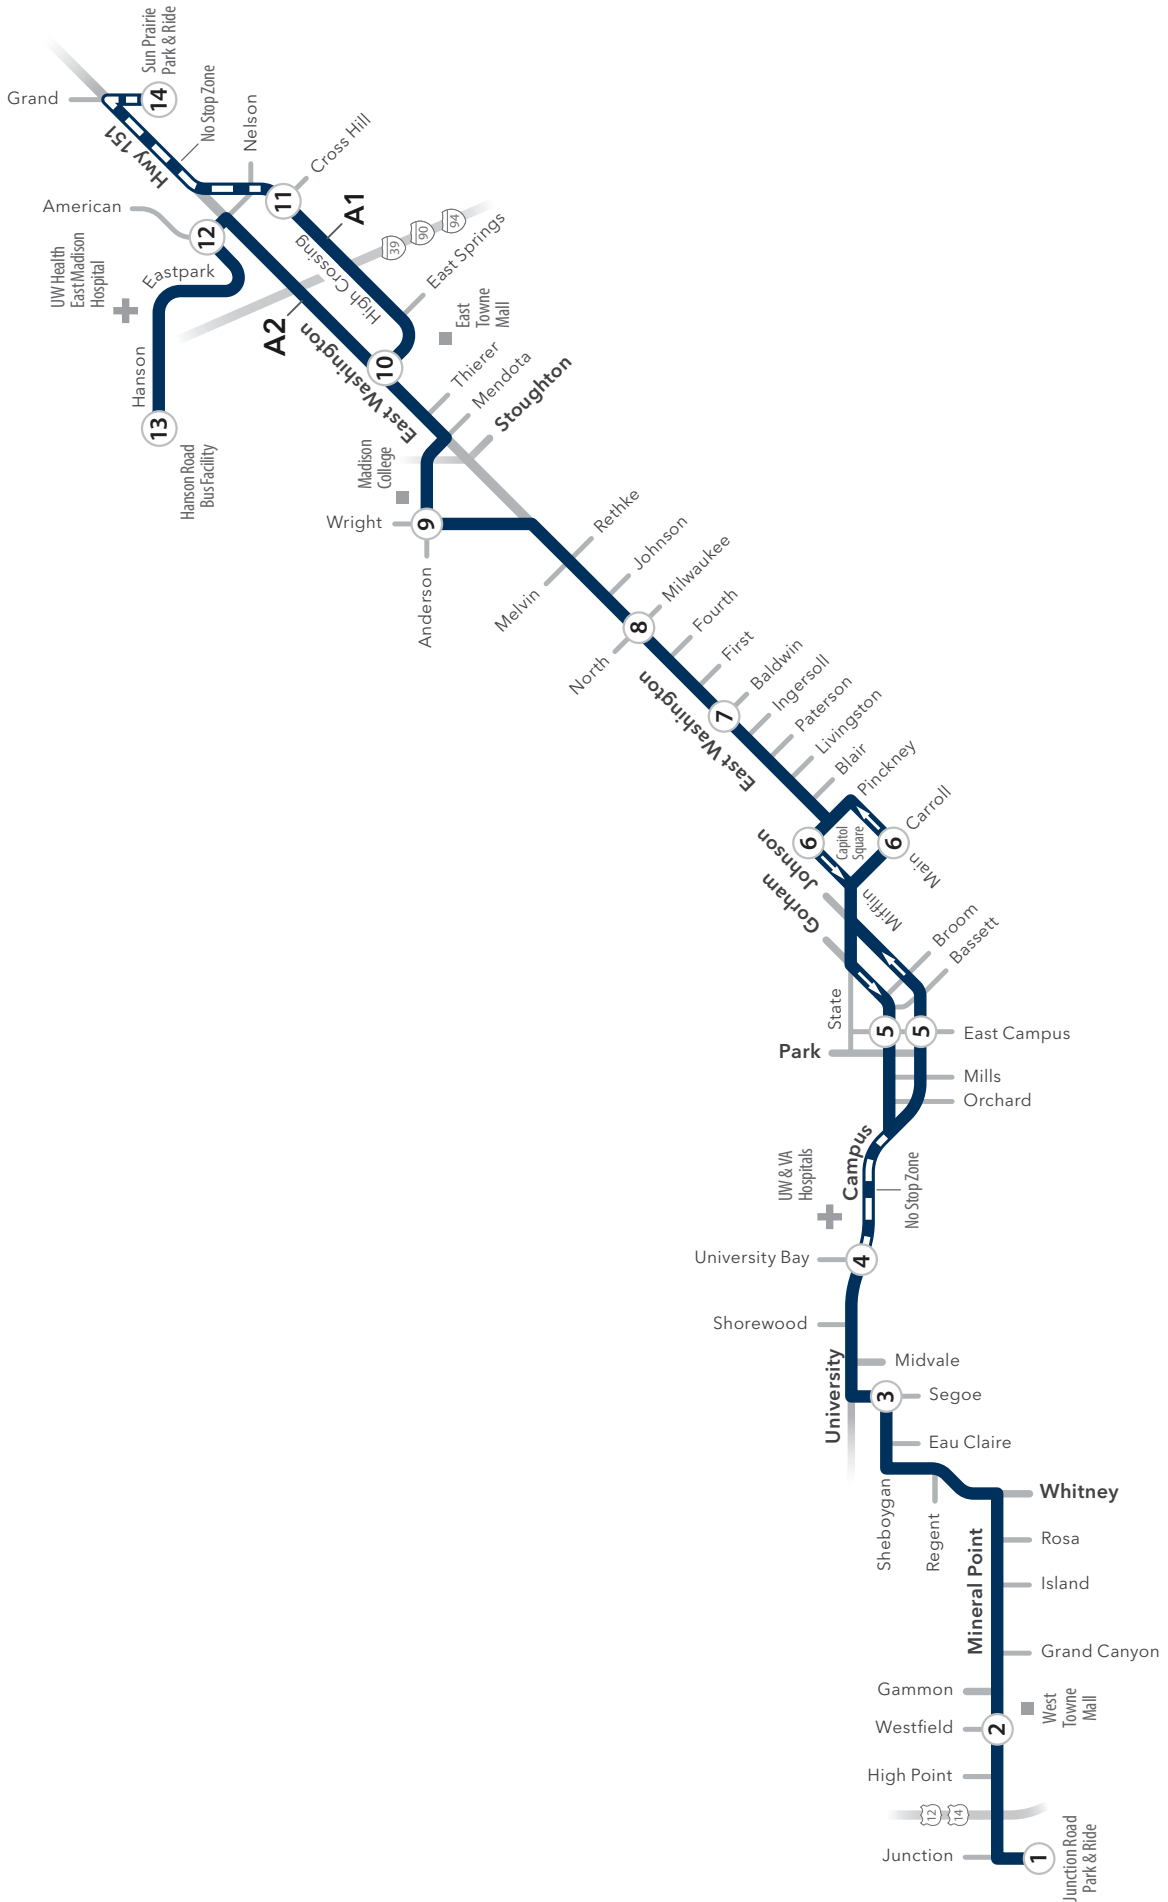 Grand
Sun Prairie
Park & Ride
14
Hwy 151
No Stop Zone
Nelson
Cross Hill
11
A1
American
12
UW Health
East Madison
Hospital
Eastpark
High Crossing
39
90
94
East Springs
A2
East Washington
East
Towne
Mall
10
Hanson
13
Hanson Road
Bus Facility
Thierer
Mendota
Stoughton
Madison
College
Wright
9
Anderson
Rethke
Melvin
Johnson
Milwaukee
8
North
Fourth
First
East Washington
7
Baldwin
Ingersoll
Paterson
Livingston
Blair
Pinckney
Carroll
6
Capitol
Square
6
Main
Johnson
Gorham
Mifflin
Broom
Bassett
State
5
5
East Campus
Park
Mills
Orchard
Campus
UW & VA
Hospitals
No Stop Zone
University Bay
4
Shorewood
University
Midvale
3
Segoe
Eau Claire
Sheboygan
Regent
Whitney
Mineral Point
Rosa
Island
Grand Canyon
Gammon
West
Towne
Mall
Westfield
2
High Point
12
14
Junction
1
Junction Road
Park & Ride